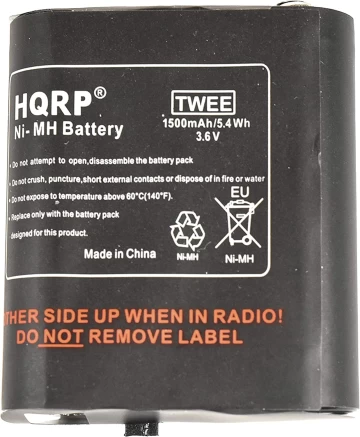 HQRP®
Ni-MH Battery
TWEE
1500mAh/5.4Wh
3.6V
•Do not attempt to open,disassemble the battery pack
•Do not crush, puncture,short external contacts or dispose of in fire or water
•Do not expose to temperature above 60°C(140°F).
•Replace only with the battery pack
designed for this product.
EU
Made in China
Ni-MH
Ni-MH
THER SIDE UP WHEN IN RADIO!
DO NOT REMOVE LABEL